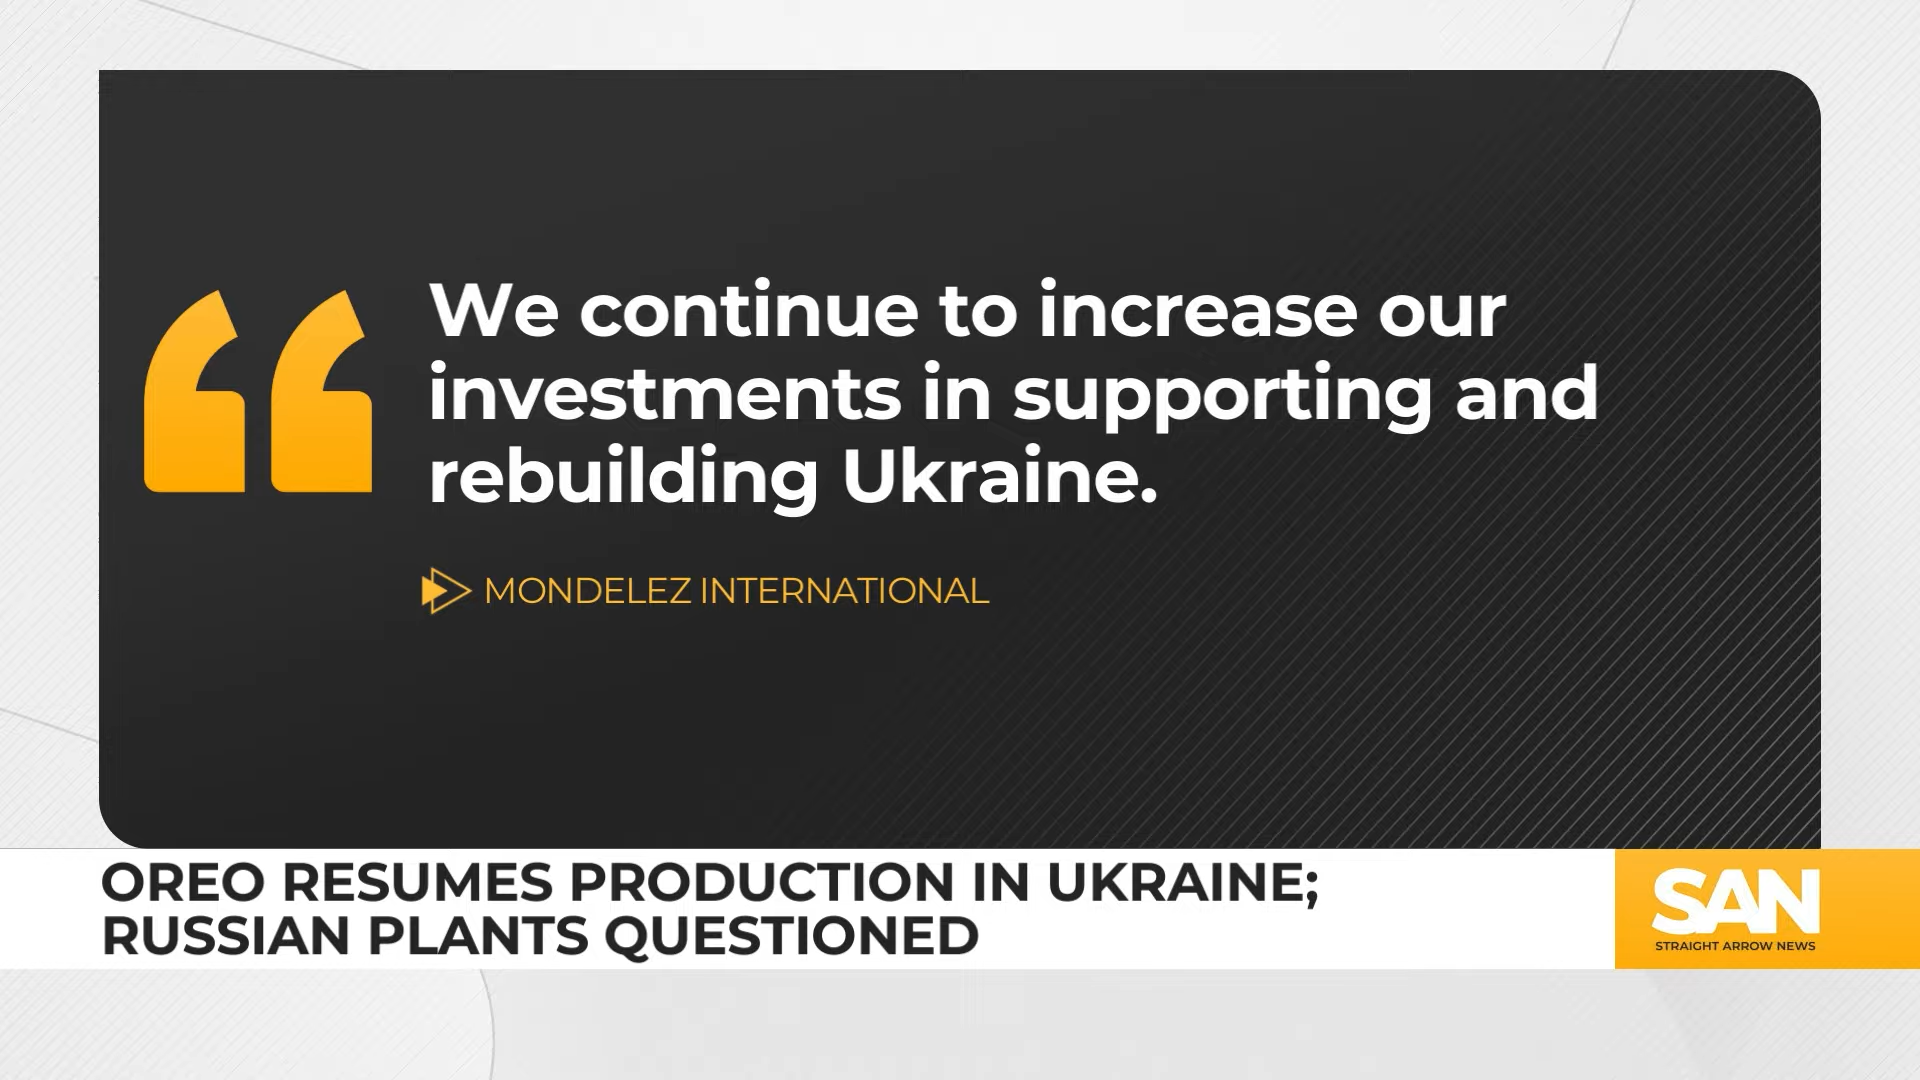 We continue to increase our
investments in supporting and
rebuilding Ukraine.
MONDELEZ INTERNATIONAL
OREO RESUMES PRODUCTION IN UKRAINE;
RUSSIAN PLANTS QUESTIONED
SAN
STRAIGHT ARROW NEWS